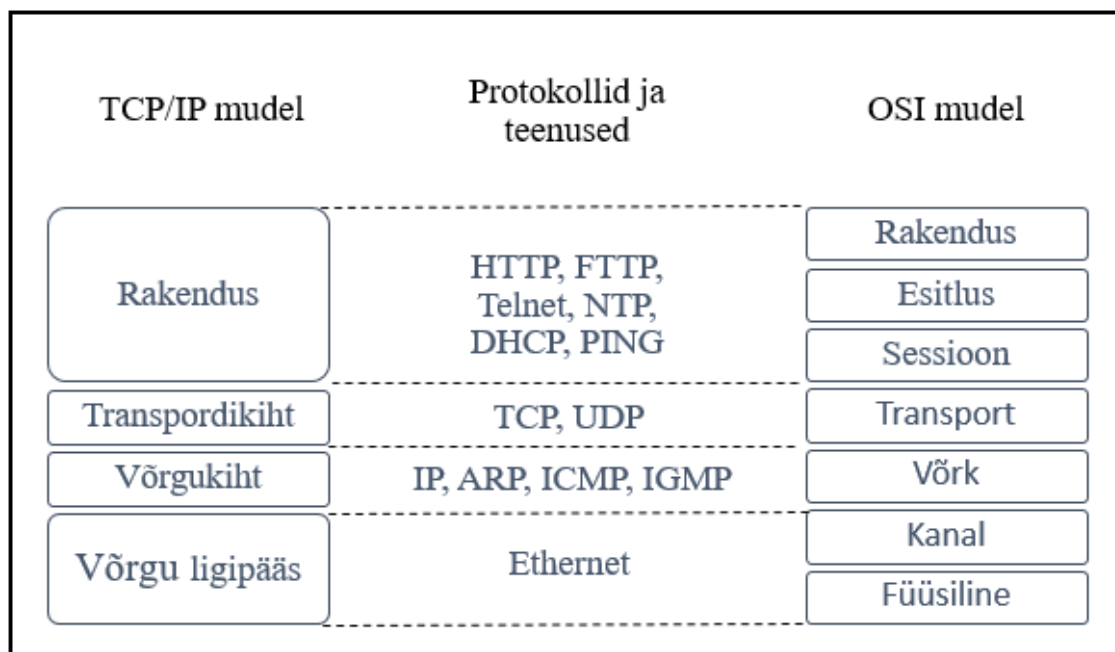 TCP/IP mudel
Protokollid ja
teenused
OSI mudel
Rakendus
HTTP, FTTP,
Telnet, NTP,
DHCP, PING
Rakendus
Esitlus
Sessioon
Transpordikiht
TCP, UDP
Transport
Võrgukiht
IP, ARP, ICMP, IGMP
Võrk
Võrgu ligipääs
Ethernet
Kanal
Füüsiline